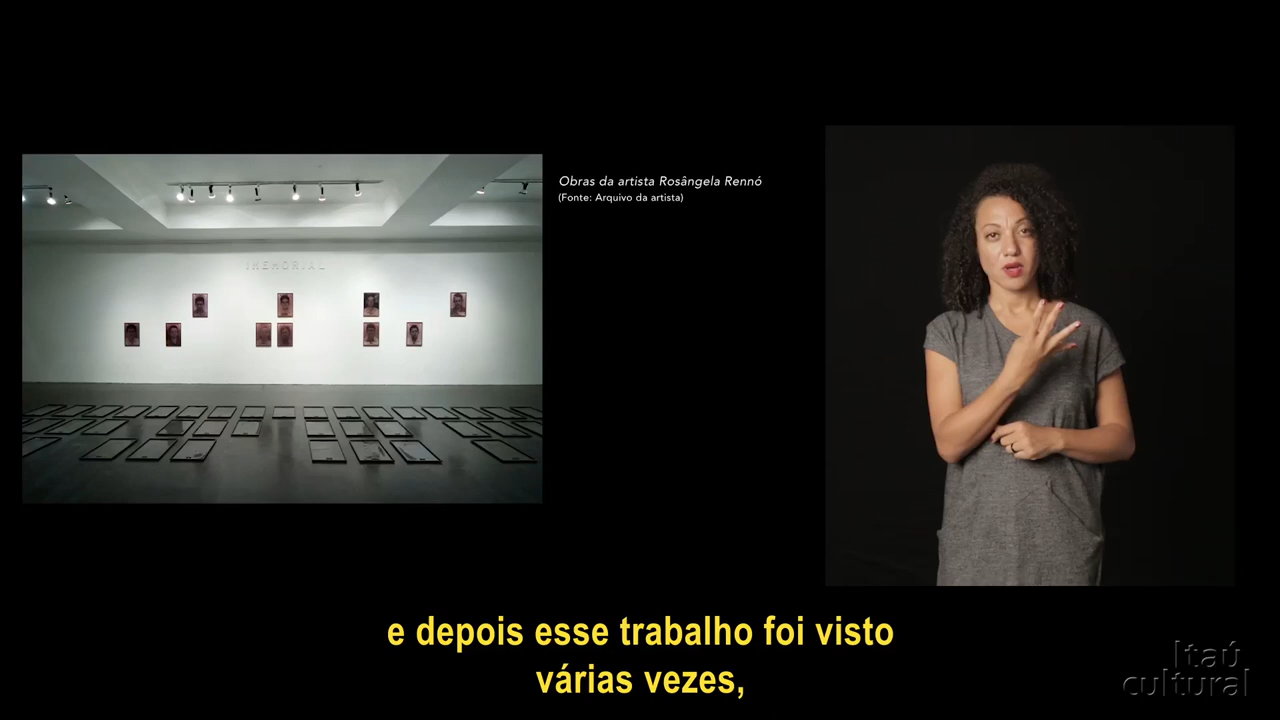 Obras da artista Rosângela Rennó
(Fonte: Arquivo da artista)
IMEMORIAL
e depois esse trabalho foi visto
várias vezes,
Itaú
cultural